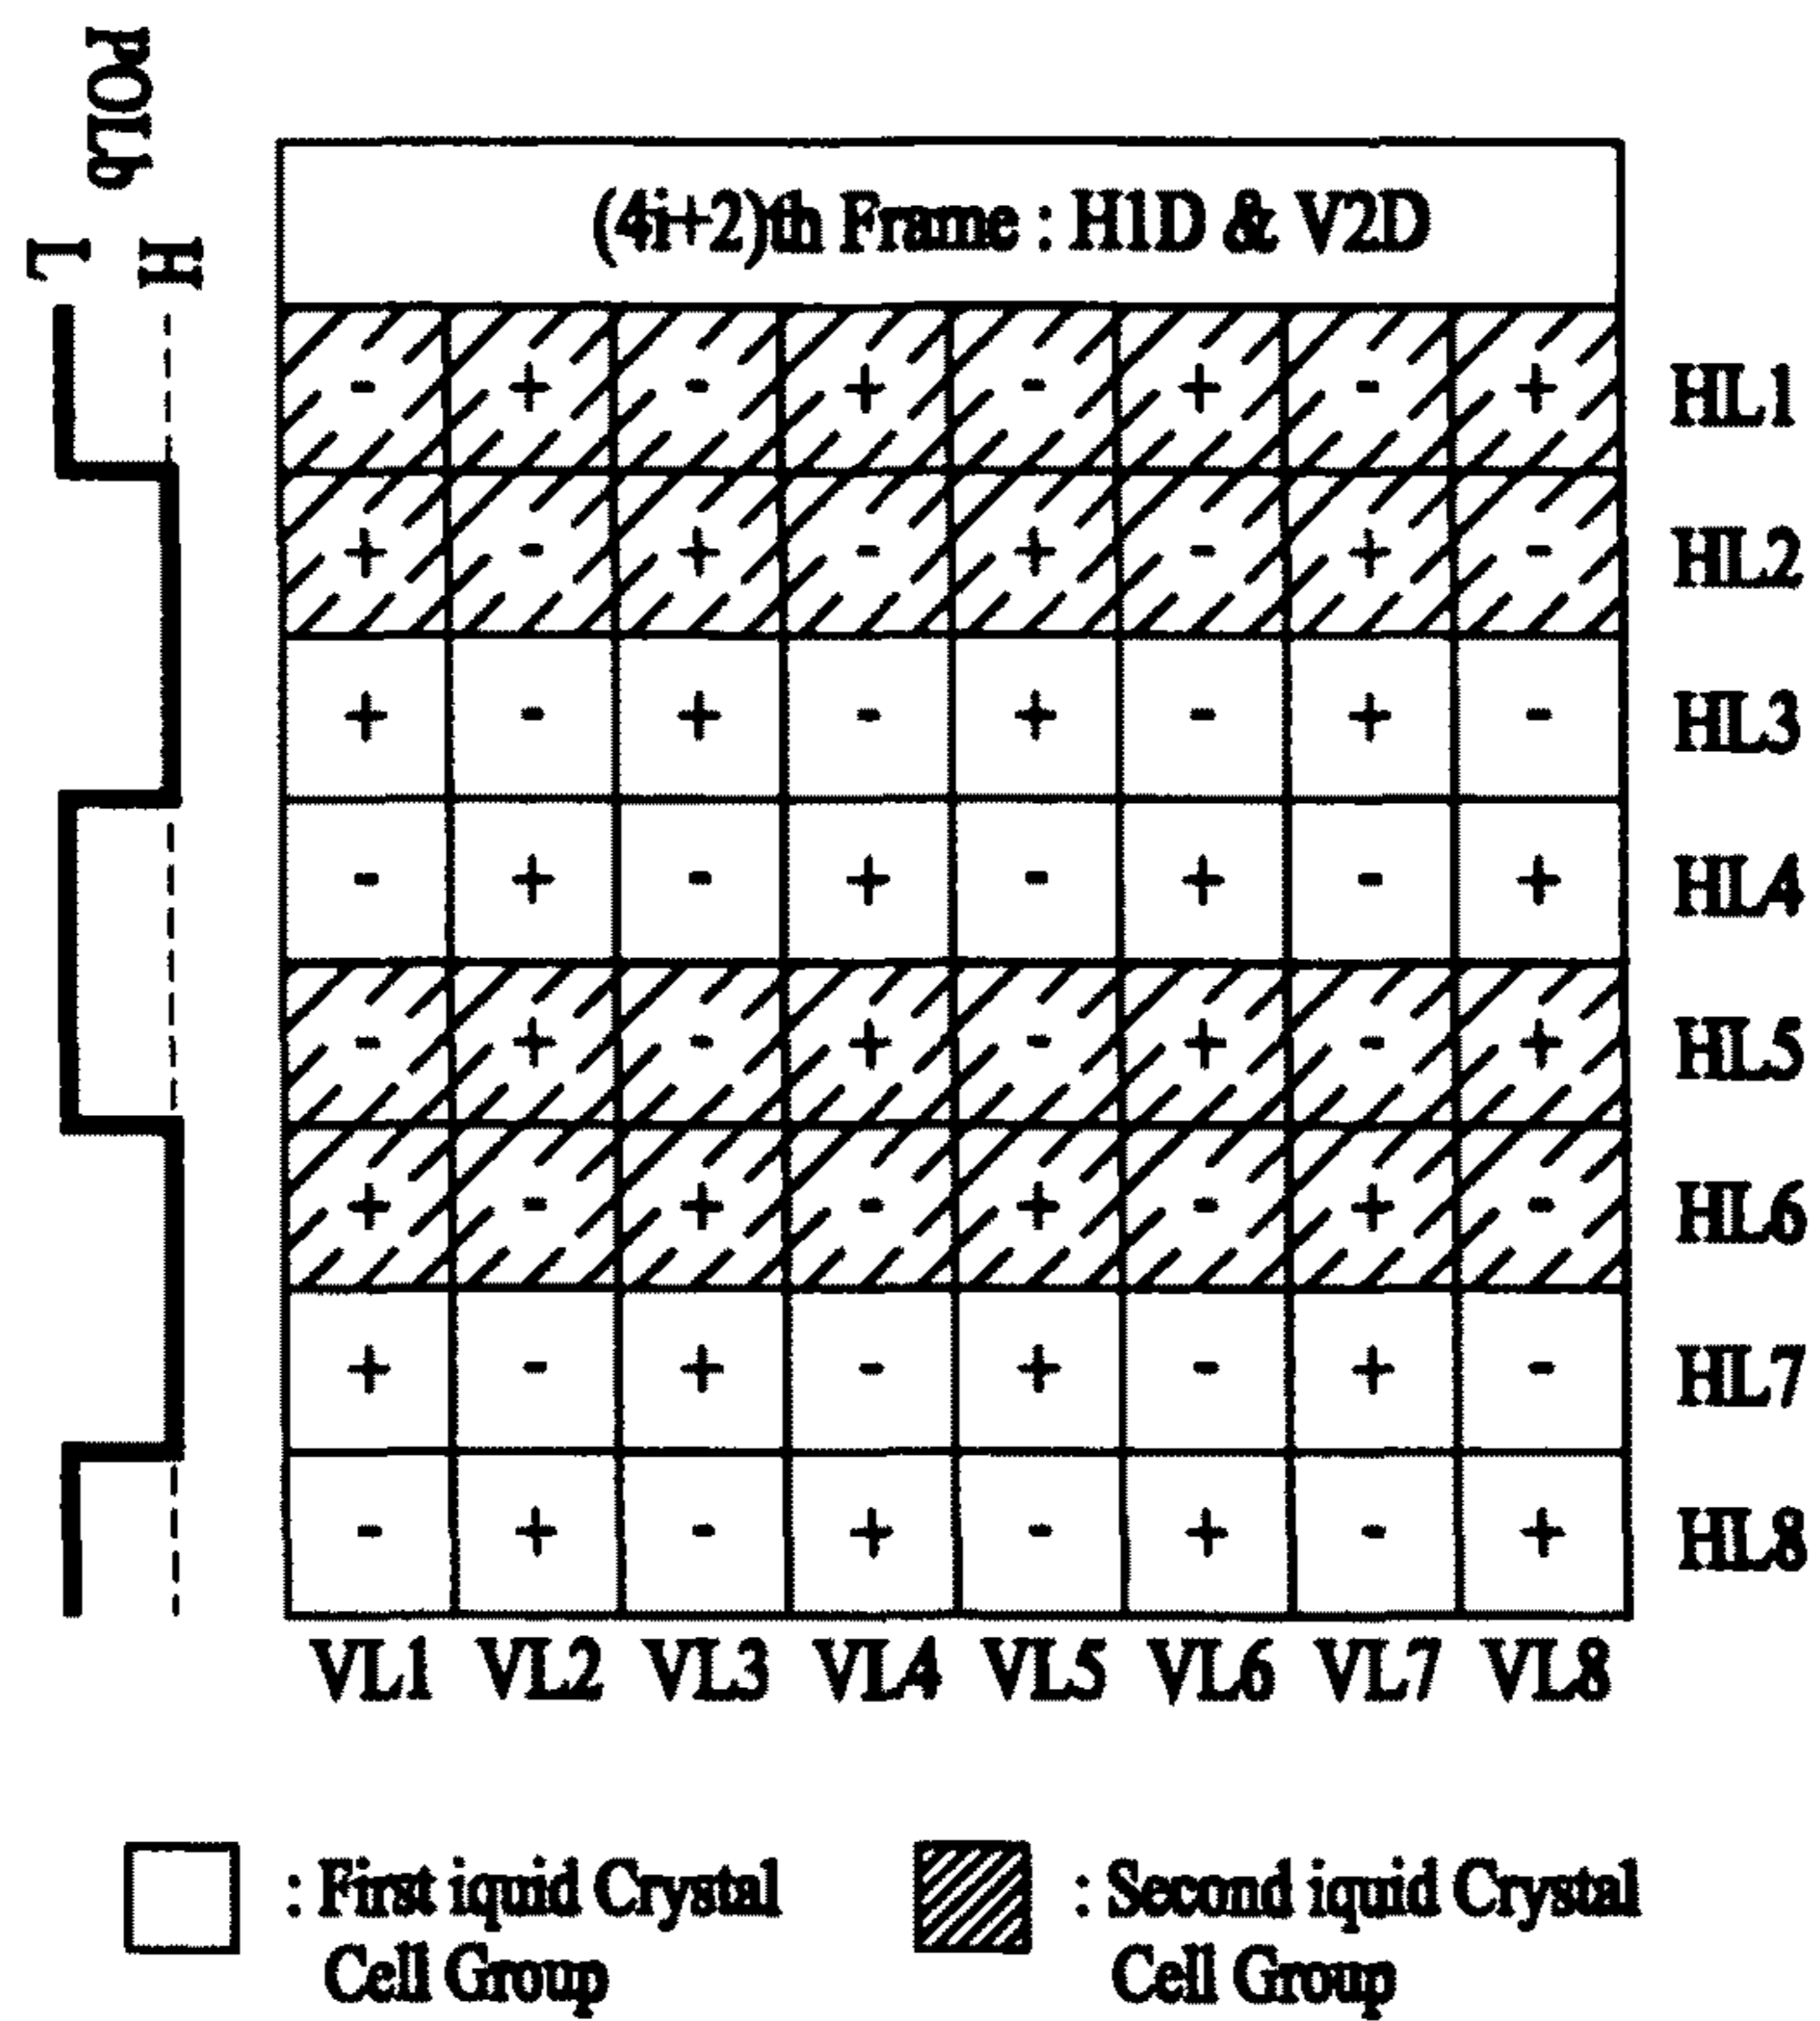 POLb
L H
(4i+2)th Frame : H1D & V2D
- + - + - + - + HL1
+ - + - + - + - HL2
+ - + - + - + - HL3
- + - + - + - + HL4
- + - + - + - + HL5
+ - + - + - + - HL6
+ - + - + - + - HL7
- + - + - + - + HL8
VL1 VL2 VL3 VL4 VL5 VL6 VL7 VL8
: First iquid Crystal
Cell Group
: Second iquid Crystal
Cell Group